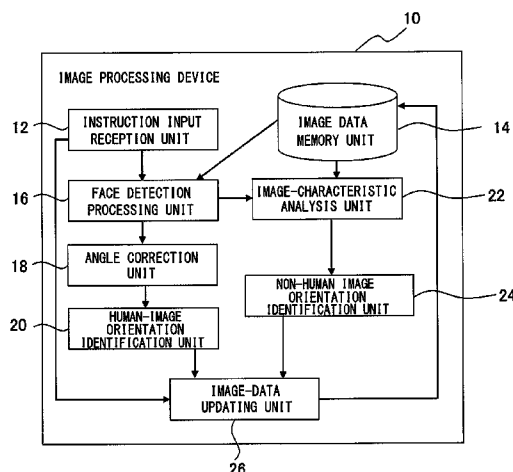 10
IMAGE PROCESSING DEVICE
12
INSTRUCTION INPUT
RECEPTION UNIT
IMAGE DATA
MEMORY UNIT
14
16
FACE DETECTION
PROCESSING UNIT
IMAGE-CHARACTERISTIC
ANALYSIS UNIT
22
18
ANGLE CORRECTION
UNIT
20
HUMAN-IMAGE
ORIENTATION
IDENTIFICATION UNIT
NON-HUMAN IMAGE
ORIENTATION
IDENTIFICATION UNIT
24
IMAGE-DATA
UPDATING UNIT
26